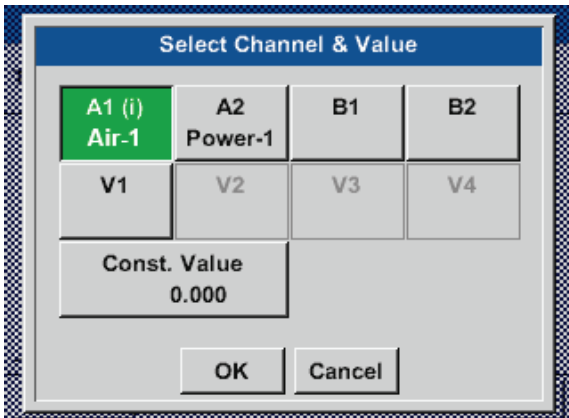 Select Channel & Value
A1 (i) A2 B1 B2
Air-1 Power-1
V1 V2 V3 V4
Const. Value
0.000
OK Cancel